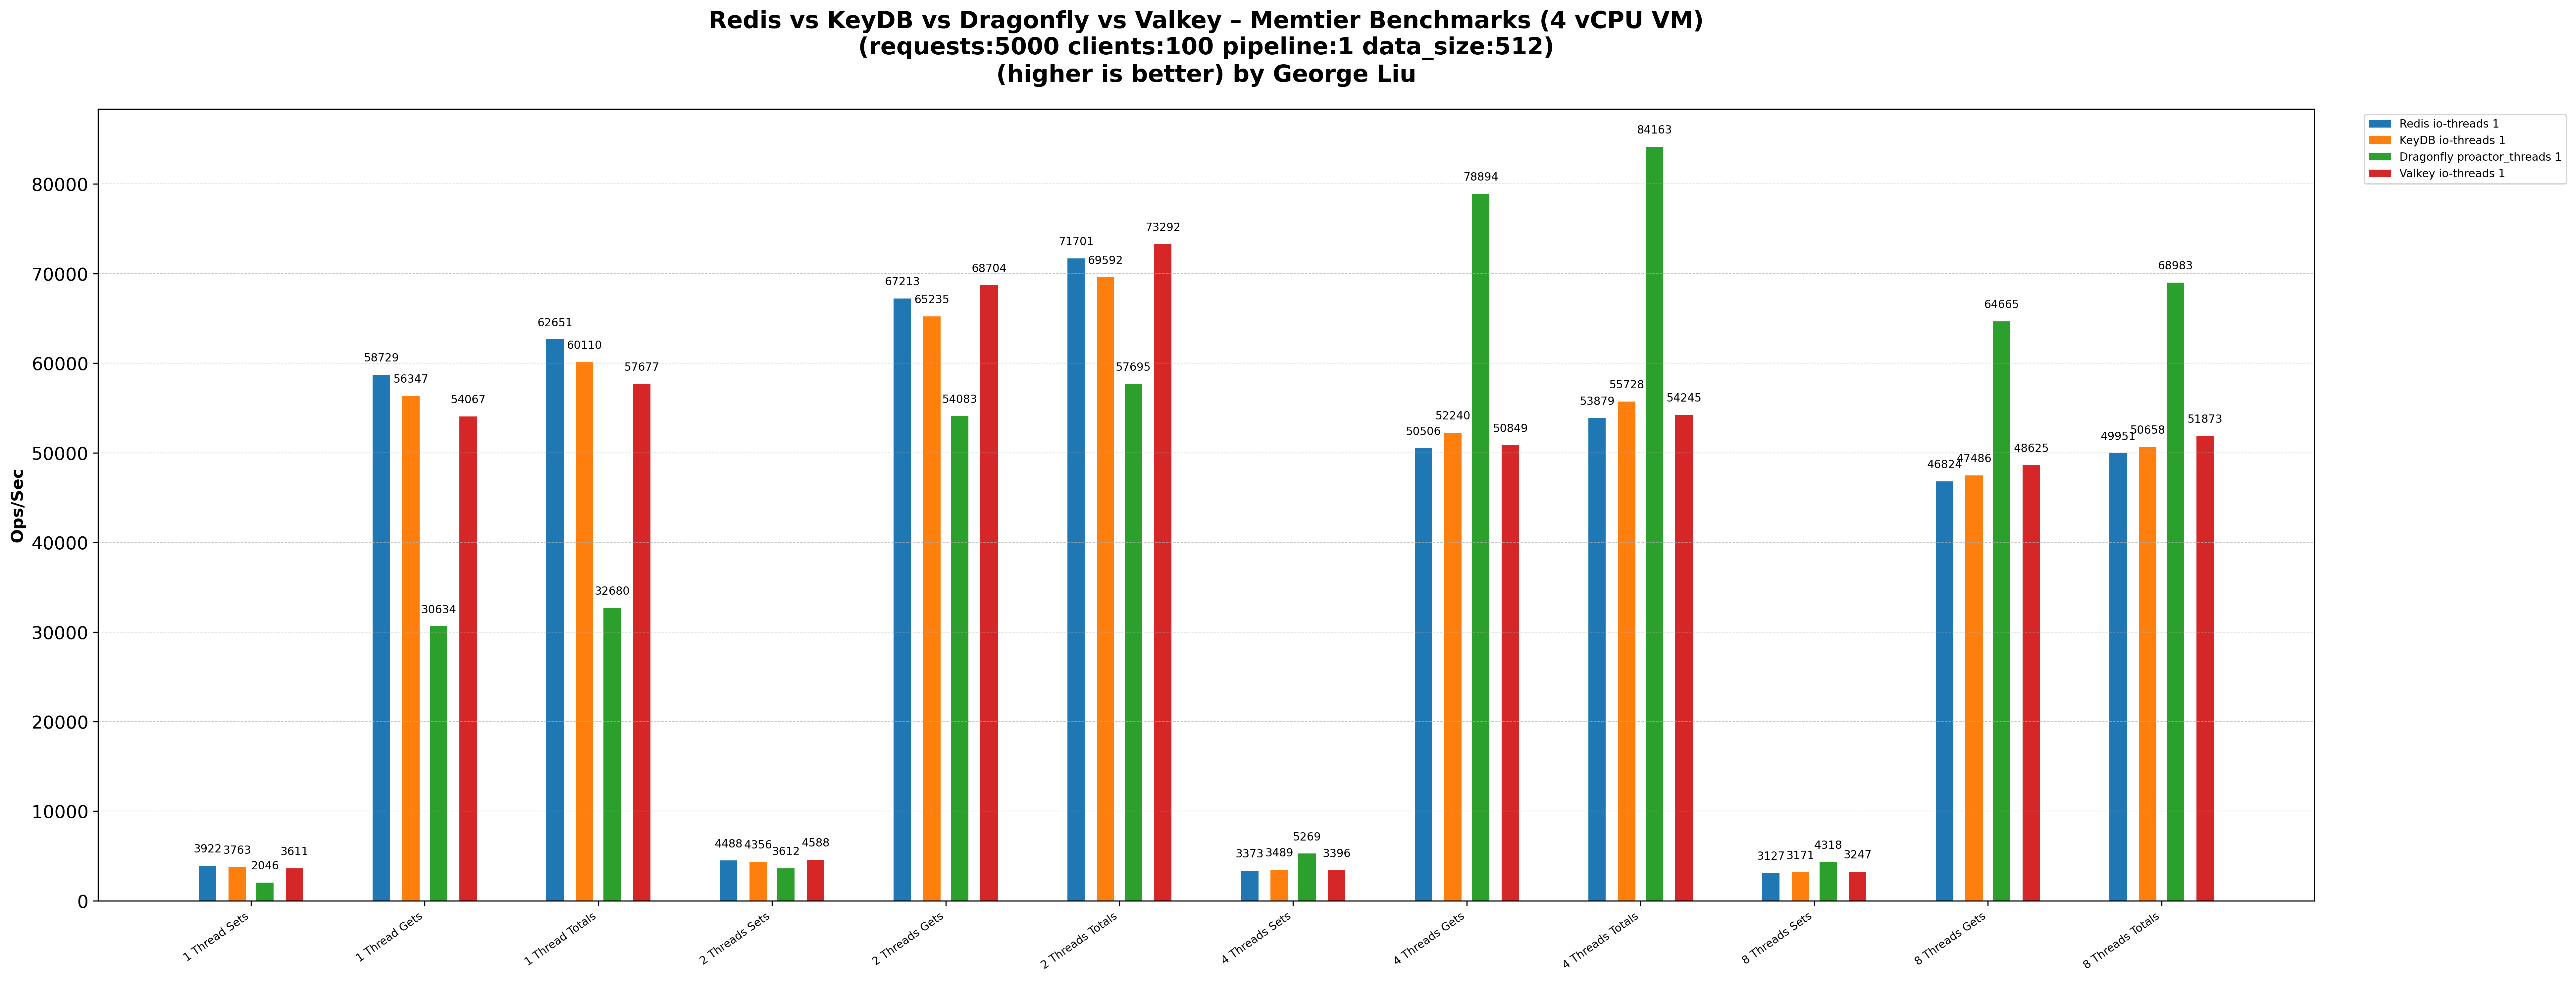 Redis vs KeyDB vs Dragonfly vs Valkey – Memtier Benchmarks (4 vCPU VM)
(requests:5000 clients:100 pipeline:1 data_size:512)
(higher is better) by George Liu
Redis io-threads 1
KeyDB io-threads 1
Dragonfly proactor_threads 1
Valkey io-threads 1
Ops/Sec
80000
70000
60000
50000
40000
30000
20000
10000
0
3922 3763 2046 3611
58729 56347 30634 54067
62651 60110 32680 57677
4488 4356 3612 4588
67213 65235 54083 68704
71701 69592 57695 73292
3373 3489 5269 3396
50506 52240 78894 50849
53879 55728 84163 54245
3127 3171 4318 3247
46824 47486 64665 48625
49951 50658 68983 51873
1 Thread Sets
1 Thread Gets
1 Thread Totals
2 Threads Sets
2 Threads Gets
2 Threads Totals
4 Threads Sets
4 Threads Gets
4 Threads Totals
8 Threads Sets
8 Threads Gets
8 Threads Totals